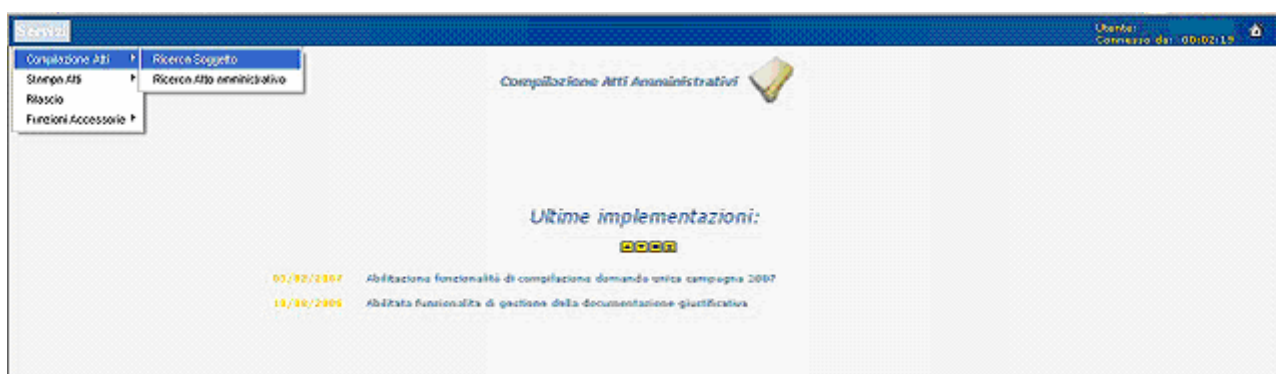 Servizi
Utente:
Connesso da: 00:02:19
Compilazione Atti
Ricerca Soggetto
Stampa Atti
Ricerca Atto amministrativo
Rilascio
Funzioni Accessorie
Compilazione Atti Amministrativi
Ultime implementazioni:
Abilitazione funzionalità di compilazione domanda unica campagna 2007
Abilitata funzionalita di gestione della documentazione giustificativa